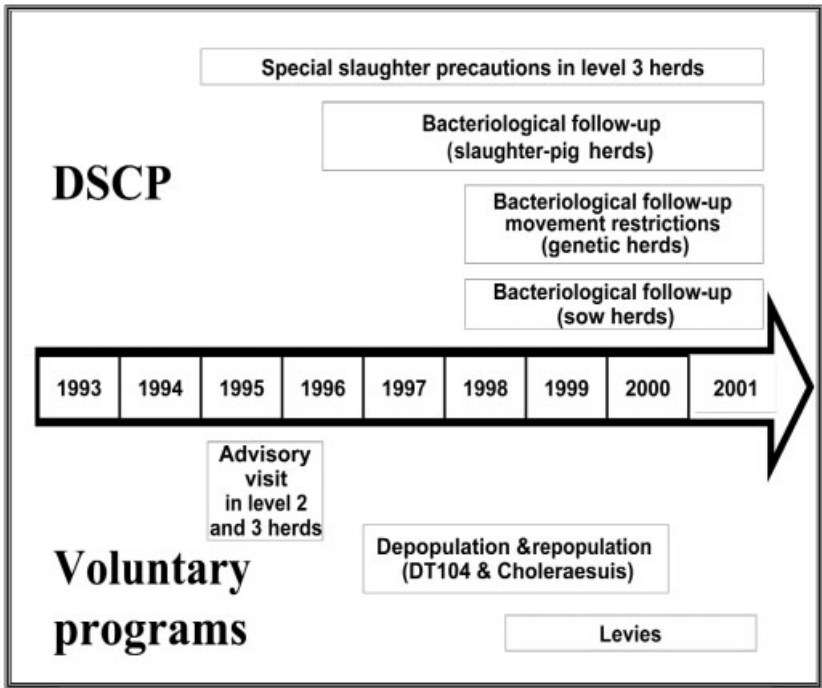 Special slaughter precautions in level 3 herds
Bacteriological follow-up
(slaughter-pig herds)
DSCP
Bacteriological follow-up
movement restrictions
(genetic herds)
Bacteriological follow-up
(sow herds)
1993 1994 1995 1996 1997 1998 1999 2000 2001
Advisory
visit
in level 2
and 3 herds
Voluntary
programs
Depopulation &repopulation
(DT104 & Choleraesuis)
Levies